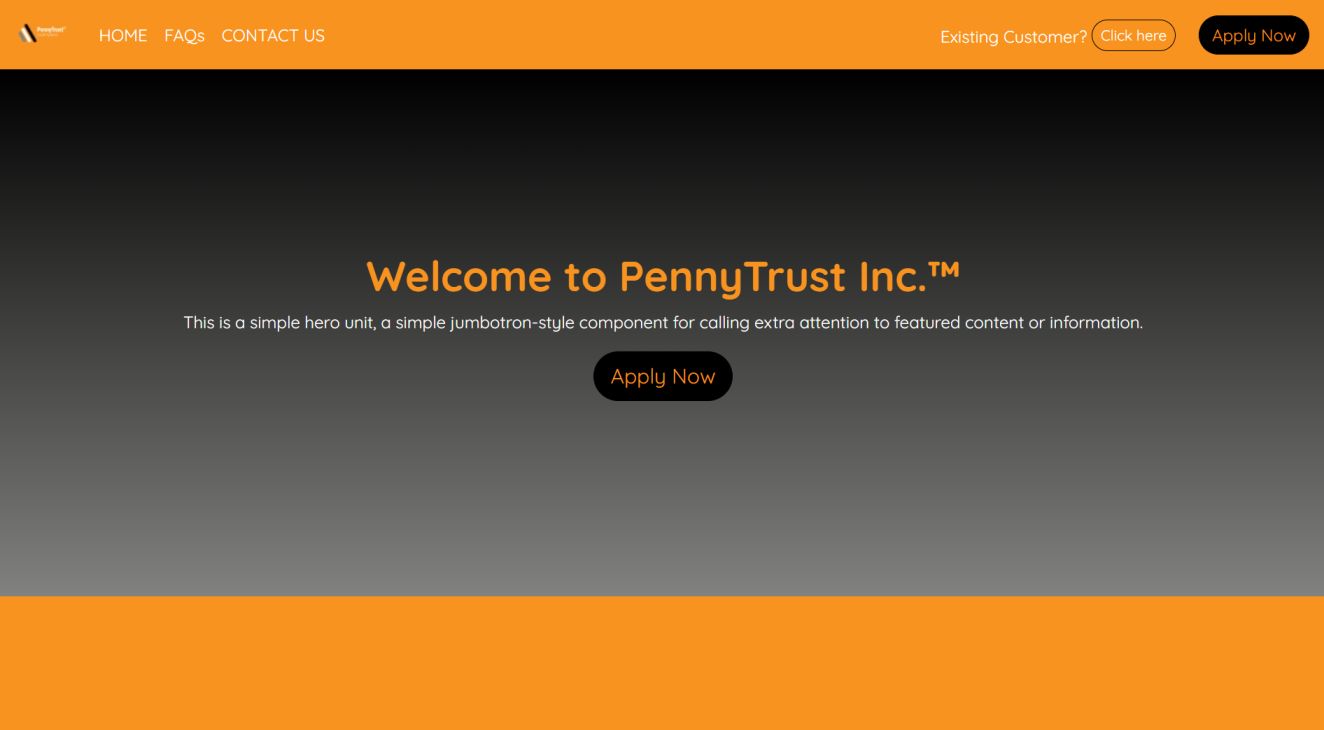 PennyTrust
HOME FAQs CONTACT US Existing Customer? Click here Apply Now
Welcome to PennyTrust Inc.™
This is a simple hero unit, a simple jumbotron-style component for calling extra attention to featured content or information.
Apply Now